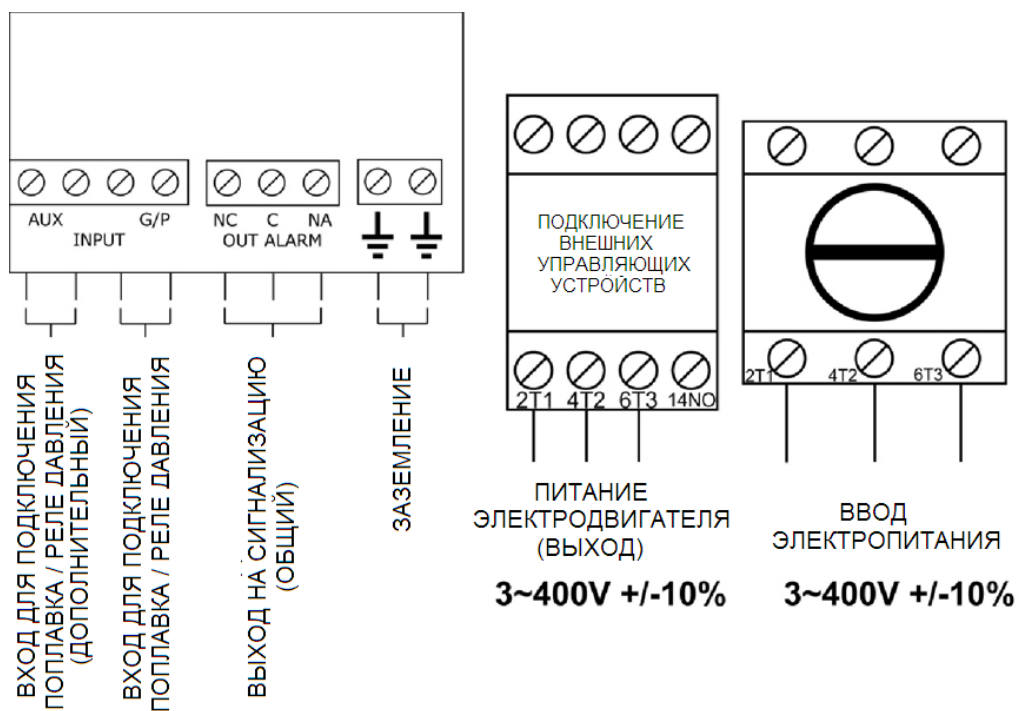 AUX
G/P
INPUT
NC
C
NA
OUT ALARM
ВХОД ДЛЯ ПОДКЛЮЧЕНИЯ
ПОПЛАВКА / РЕЛЕ ДАВЛЕНИЯ
(ДОПОЛНИТЕЛЬНЫЙ)
ВХОД ДЛЯ ПОДКЛЮЧЕНИЯ
ПОПЛАВКА / РЕЛЕ ДАВЛЕНИЯ
ВЫХОД НА СИГНАЛИЗАЦИЮ
(ОБЩИЙ)
ЗАЗЕМЛЕНИЕ
ПОДКЛЮЧЕНИЕ
ВНЕШНИХ
УПРАВЛЯЮЩИХ
УСТРОЙСТВ
2T1 4T2 6T3 14NO
ПИТАНИЕ
ЭЛЕКТРОДВИГАТЕЛЯ
(ВЫХОД)
3~400V +/-10%
2T1
4T2
6T3
ВВОД
ЭЛЕКТРОПИТАНИЯ
3~400V +/-10%